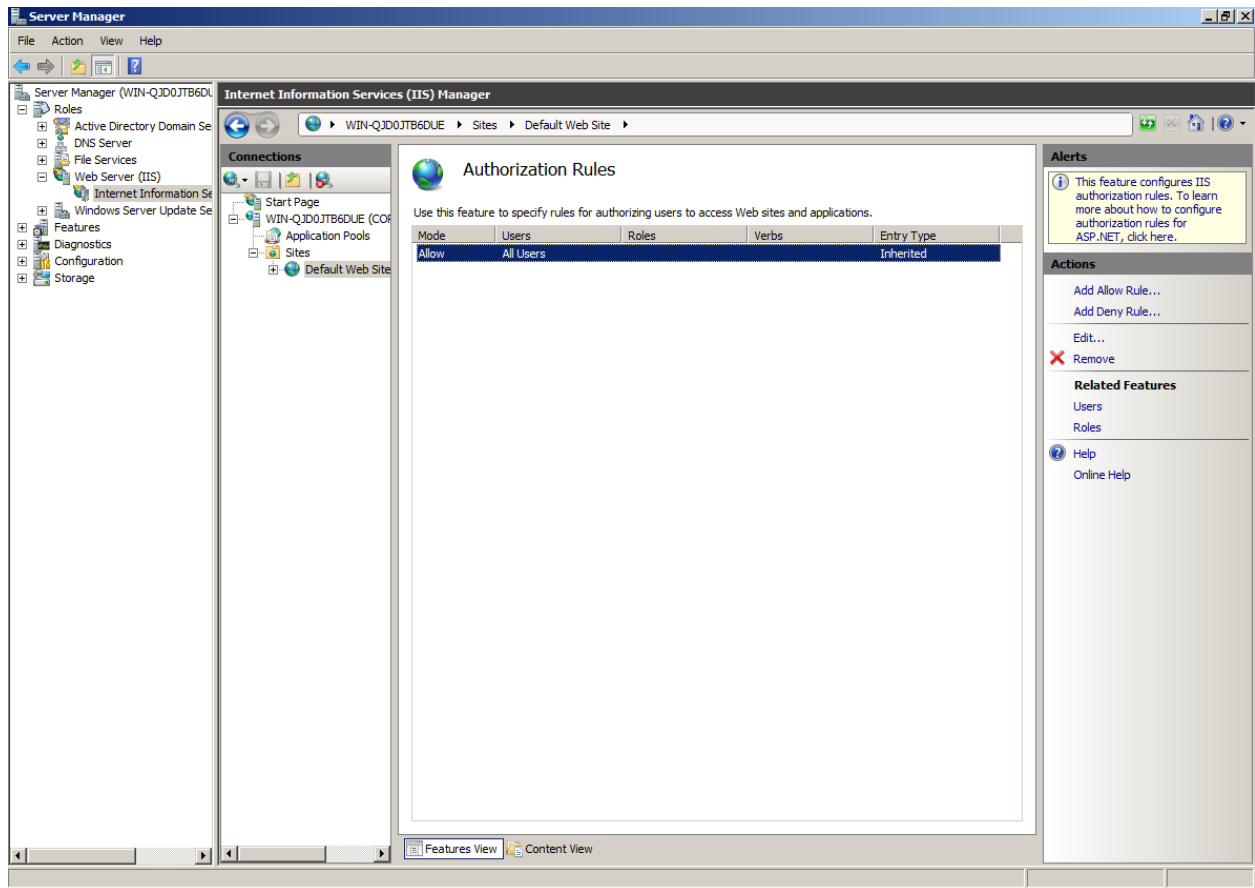 Server Manager
File Action View Help
Server Manager (WIN-QJD0JTB6DU
Roles
Active Directory Domain Se
DNS Server
File Services
Web Server (IIS)
Internet Information Se
Windows Server Update Se
Features
Diagnostics
Configuration
Storage
Internet Information Services (IIS) Manager
WIN-QJD0JTB6DUE Sites Default Web Site
Connections
Start Page
WIN-QJD0JTB6DUE (COR
Application Pools
Sites
Default Web Site
Authorization Rules
Use this feature to specify rules for authorizing users to access Web sites and applications.
Mode Users Roles Verbs Entry Type
Allow All Users Inherited
Features View Content View
Alerts
This feature configures IIS
authorization rules. To learn
more about how to configure
authorization rules for
ASP.NET, click here.
Actions
Add Allow Rule...
Add Deny Rule...
Edit...
Remove
Related Features
Users
Roles
Help
Online Help